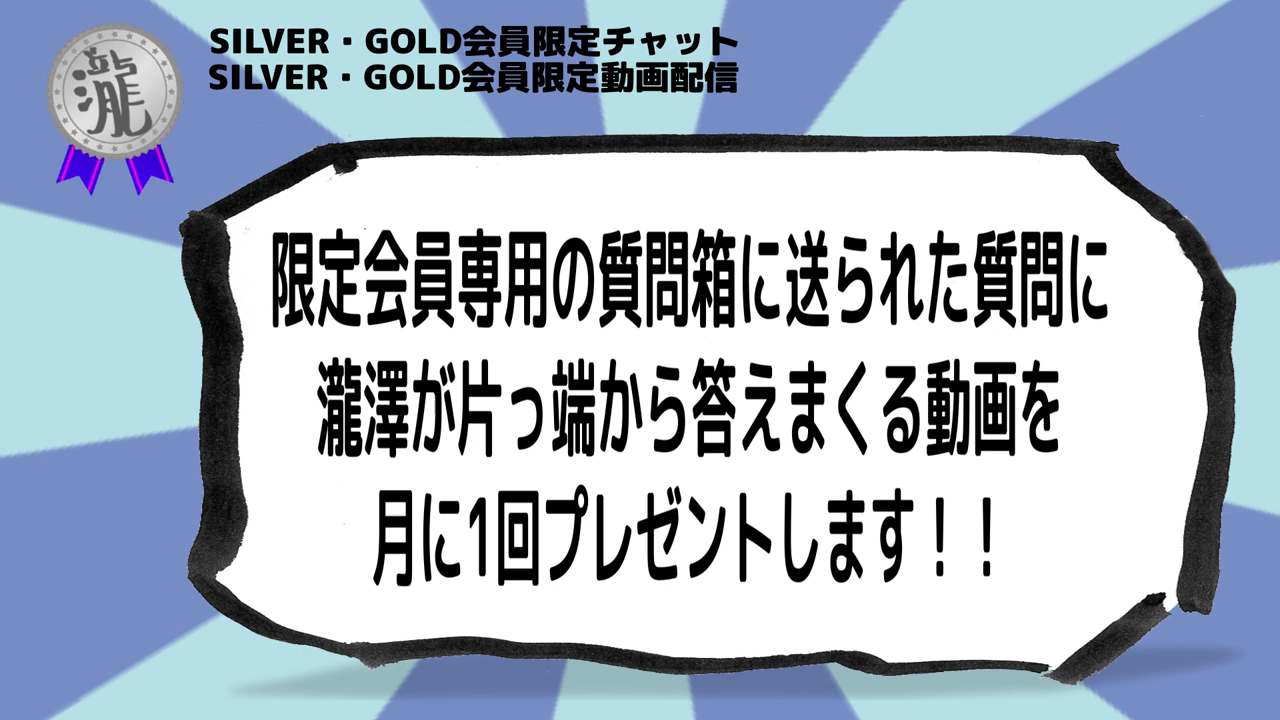 瀧
SILVER・GOLD会員限定チャット
SILVER・GOLD会員限定動画配信
限定会員専用の質問箱に送られた質問に
瀧澤が片っ端から答えまくる動画を
月に1回プレゼントします！！